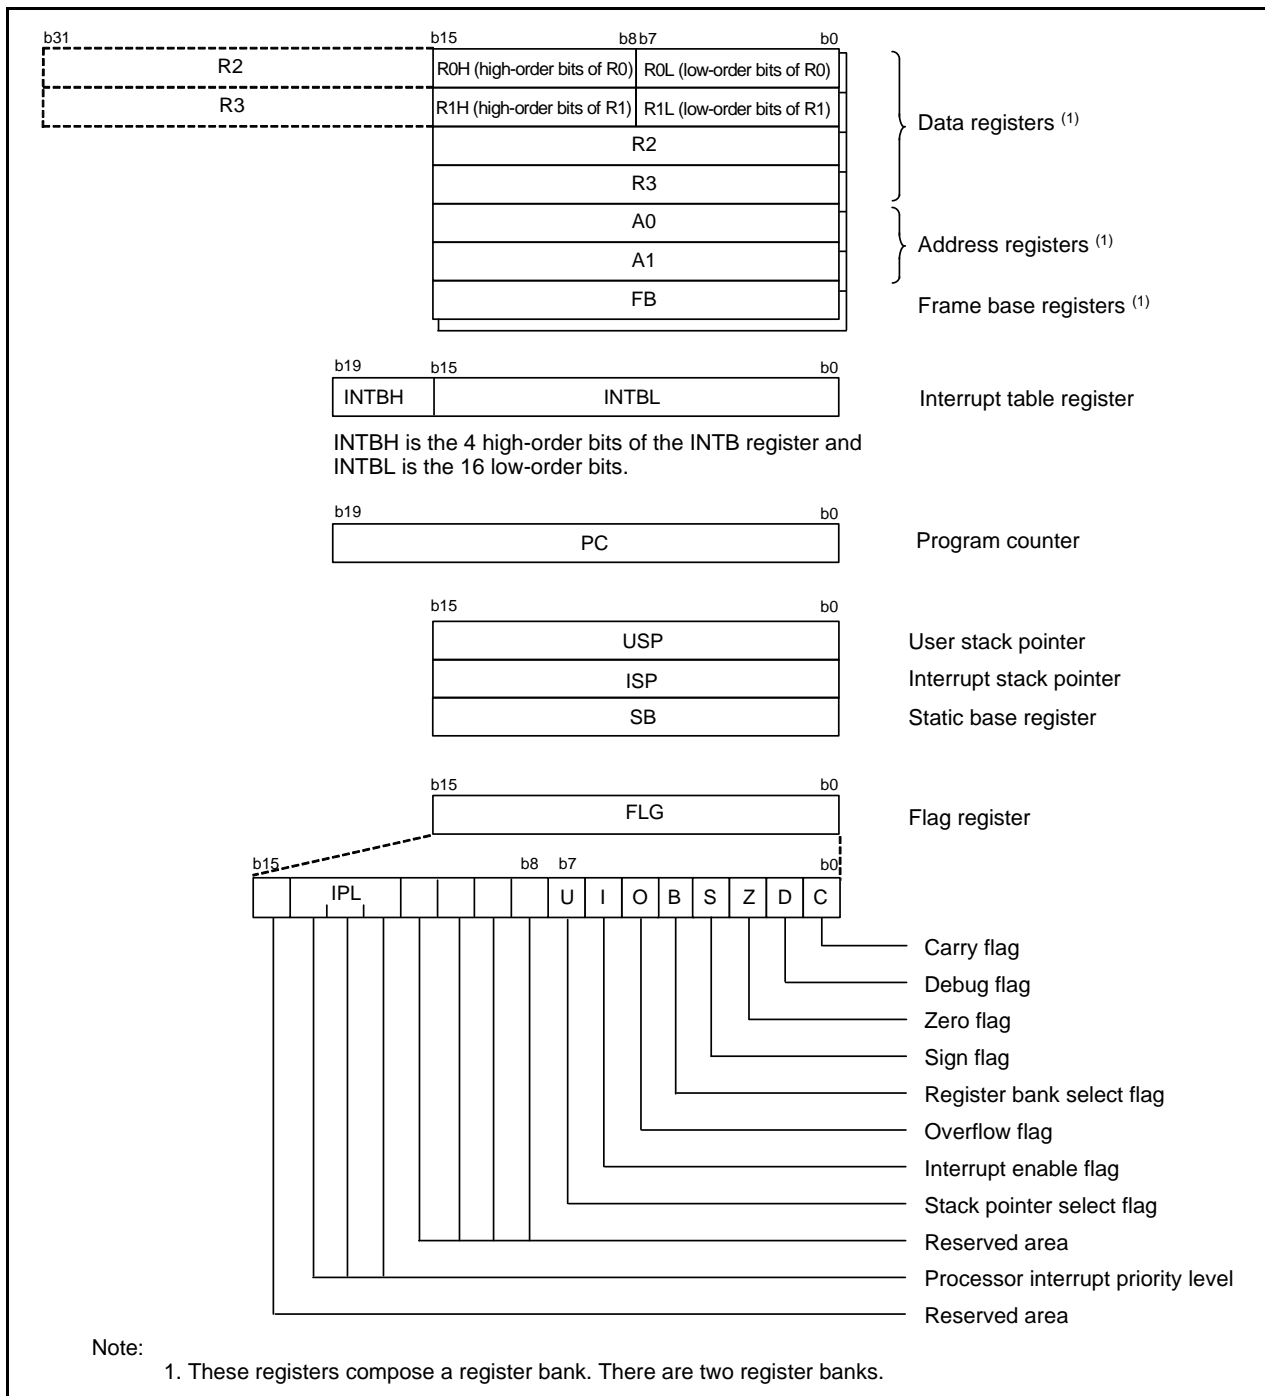 b31 b15 b8 b7 b0
R2 R0H (high-order bits of R0) R0L (low-order bits of R0)
R3 R1H (high-order bits of R1) R1L (low-order bits of R1)
Data registers (1)
R2
R3
A0
Address registers (1)
A1
FB Frame base registers (1)
b19 b15 b0
INTBH INTBL Interrupt table register
INTBH is the 4 high-order bits of the INTB register and
INTBL is the 16 low-order bits.
b19 b0
PC Program counter
b15 b0
USP User stack pointer
ISP Interrupt stack pointer
SB Static base register
b15 b0
FLG Flag register
b15 b8 b7 b0
IPL U I O B S Z D C
Carry flag
Debug flag
Zero flag
Sign flag
Register bank select flag
Overflow flag
Interrupt enable flag
Stack pointer select flag
Reserved area
Processor interrupt priority level
Reserved area
Note:
1. These registers compose a register bank. There are two register banks.